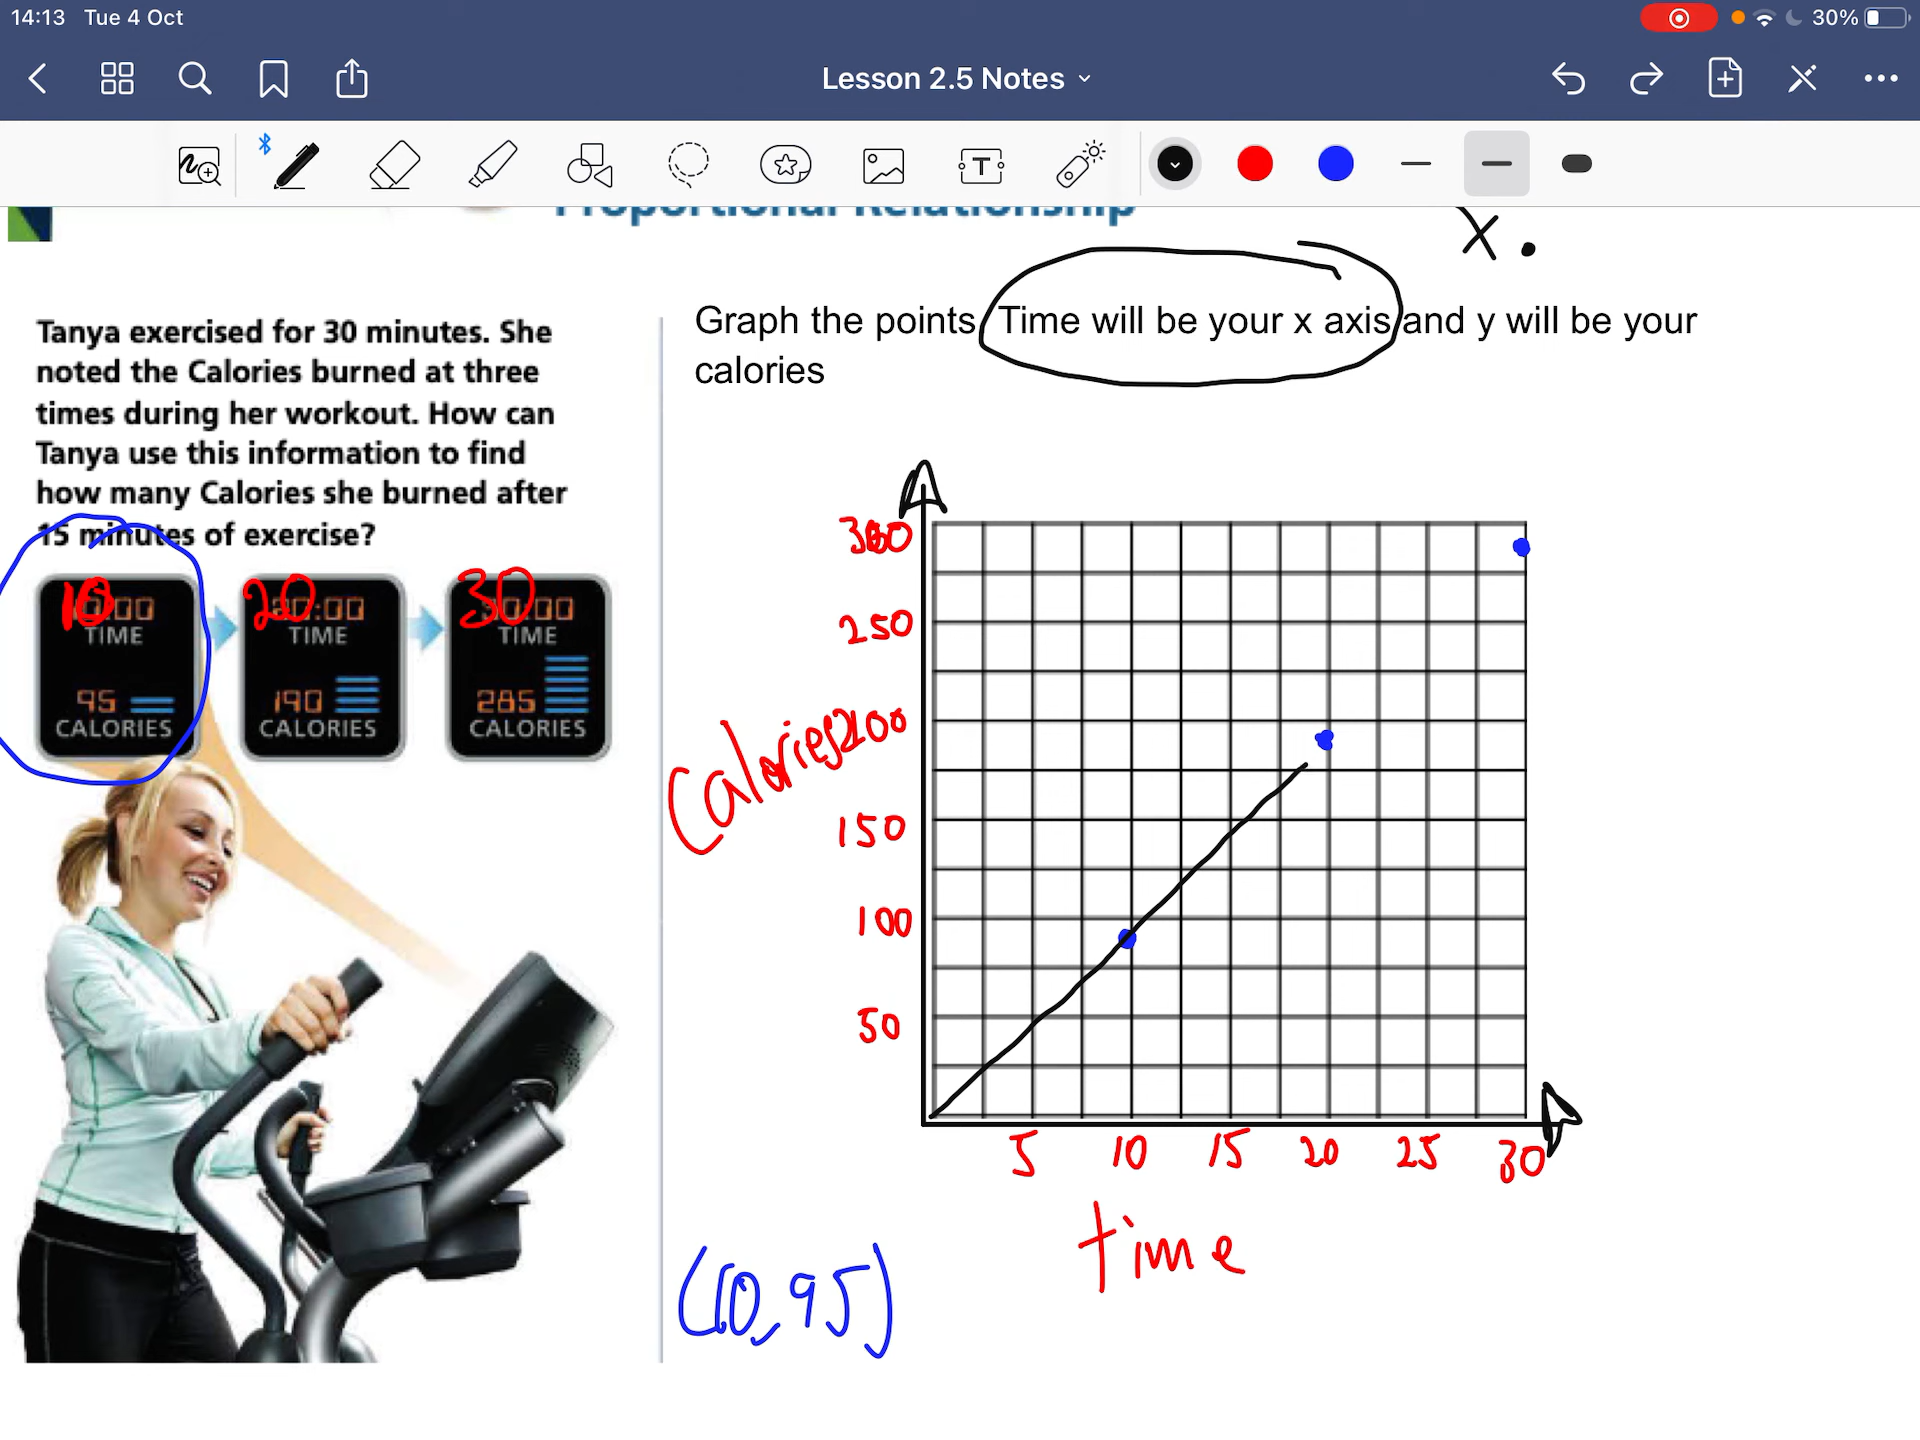 14:13 Tue 4 Oct
30%
Lesson 2.5 Notes
T
Proportional Relationship
x.
Tanya exercised for 30 minutes. She
noted the Calories burned at three
times during her workout. How can
Tanya use this information to find
how many Calories she burned after
15 minutes of exercise?
10
TIME
95
CALORIES
20
TIME
190
CALORIES
30
TIME
285
CALORIES
Graph the points Time will be your x axis and y will be your
calories
300
250
200
150
100
50
Calories
5 10 15 20 25 30
time
(10, 95)